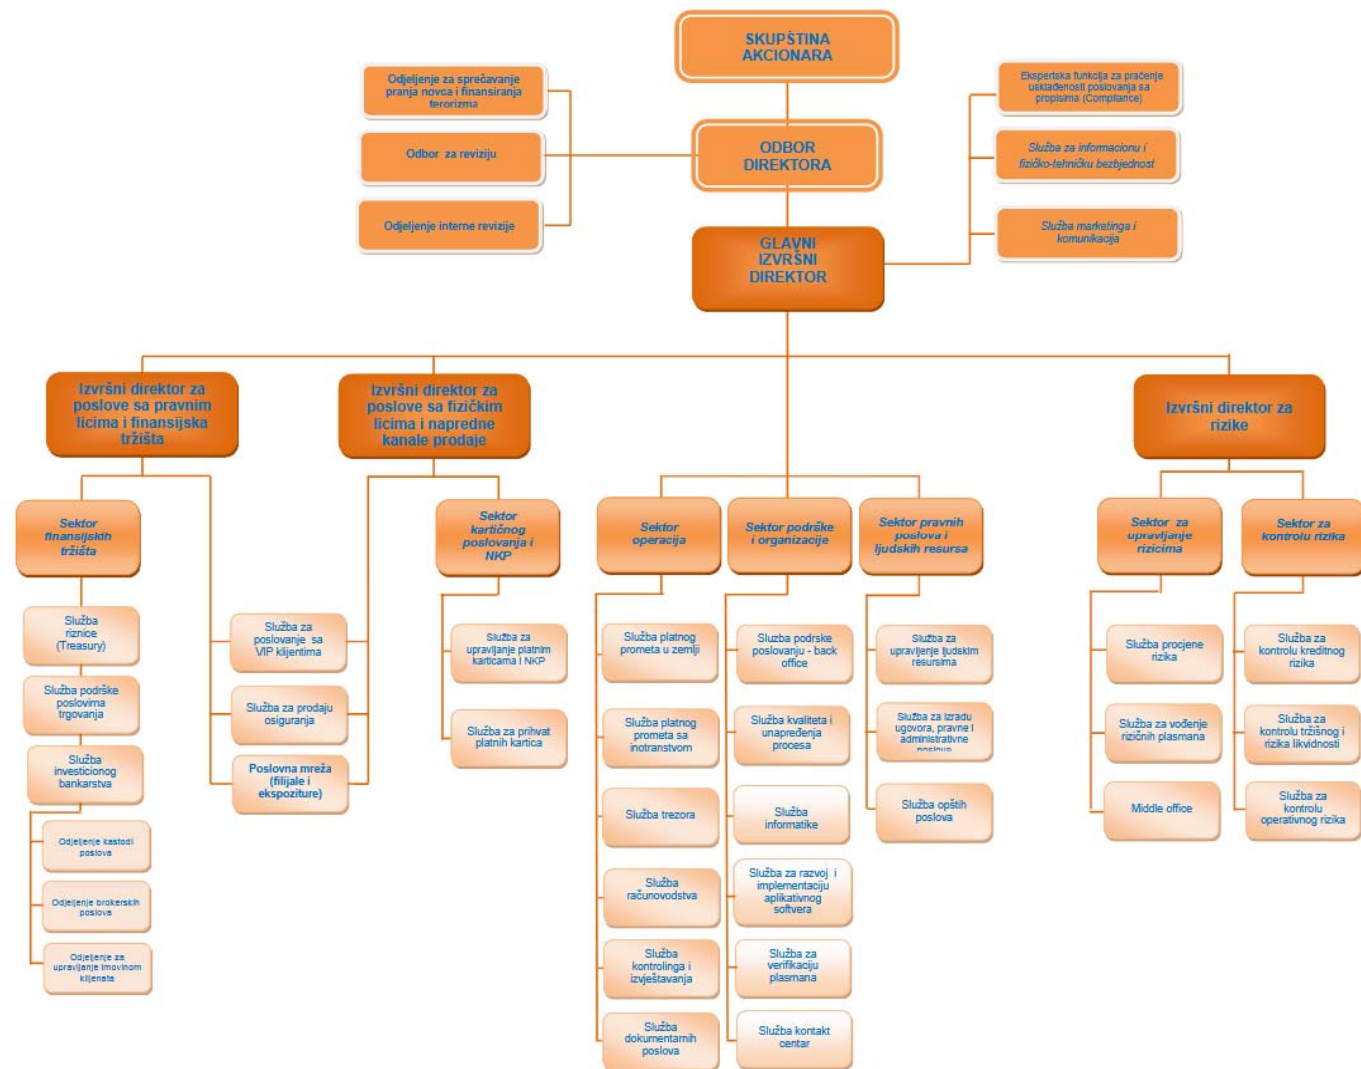 SKUPŠTINA
AKCIONARA
Odjeljenje za sprečavanje
pranja novca i finansiranja
terorizma
Odbor za reviziju
Odjeljenje interne revizije
ODBOR
DIREKTORA
Ekspertska funkcija za praćenje
usklađenosti poslovanja sa
propisima (Compliance)
Služba za informacionu i
fizičko-tehničku bezbjednost
Služba marketinga i
komunikacija
GLAVNI
IZVRŠNI
DIREKTOR
Izvršni direktor za
poslove sa pravnim
licima i finansijska
tržišta
Izvršni direktor za
poslove sa fizičkim
licima i napredne
kanale prodaje
Izvršni direktor za
rizike
Sektor
finansijskih
tržišta
Sektor
kartičnog
poslovanja i
NKP
Sektor
operacija
Sektor podrške
i organizacije
Sektor pravnih
poslova i
ljudskih resursa
Sektor za
upravljanje
rizicima
Sektor za
kontrolu rizika
Služba
riznice
(Treasury)
Služba podrške
poslovima
trgovanja
Služba
investicionog
bankarstva
Odjeljenje kastodi
poslova
Odjeljenje brokerskih
poslova
Odjeljenje za
upravljanje imovinom
klijenata
Služba za
poslovanje sa
VIP klijentima
Služba za prodaju
osiguranja
Poslovna mreža
(filijale i
ekspoziture)
Služba za
upravljanje platnim
karticama I NKP
Služba za prihvat
platnih kartica
Služba platnog
prometa u zemlji
Služba platnog
prometa sa
inotranstvom
Služba trezora
Služba
računovodstva
Služba
kontrolinga i
izvještavanja
Služba
dokumentarnih
poslova
Sluzba podrske
poslovanju - back
office
Služba kvaliteta i
unapređenja
procesa
Služba
informatike
Služba za razvoj i
implementaciju
aplikativnog
softvera
Služba za
verifikaciju
plasmana
Služba kontakt
centar
Služba za
upravljenje ljudskim
resursima
Služba za izradu
ugovora, pravne I
administrativne
poslove
Služba opštih
poslova
Služba procjene
rizika
Služba za vođenje
rizičnih plasmana
Middle office
Služba za
kontrolu kreditnog
rizika
Služba za
kontrolu tržišnog i
rizika likvidnosti
Služba za
kontrolu
operativnog rizika